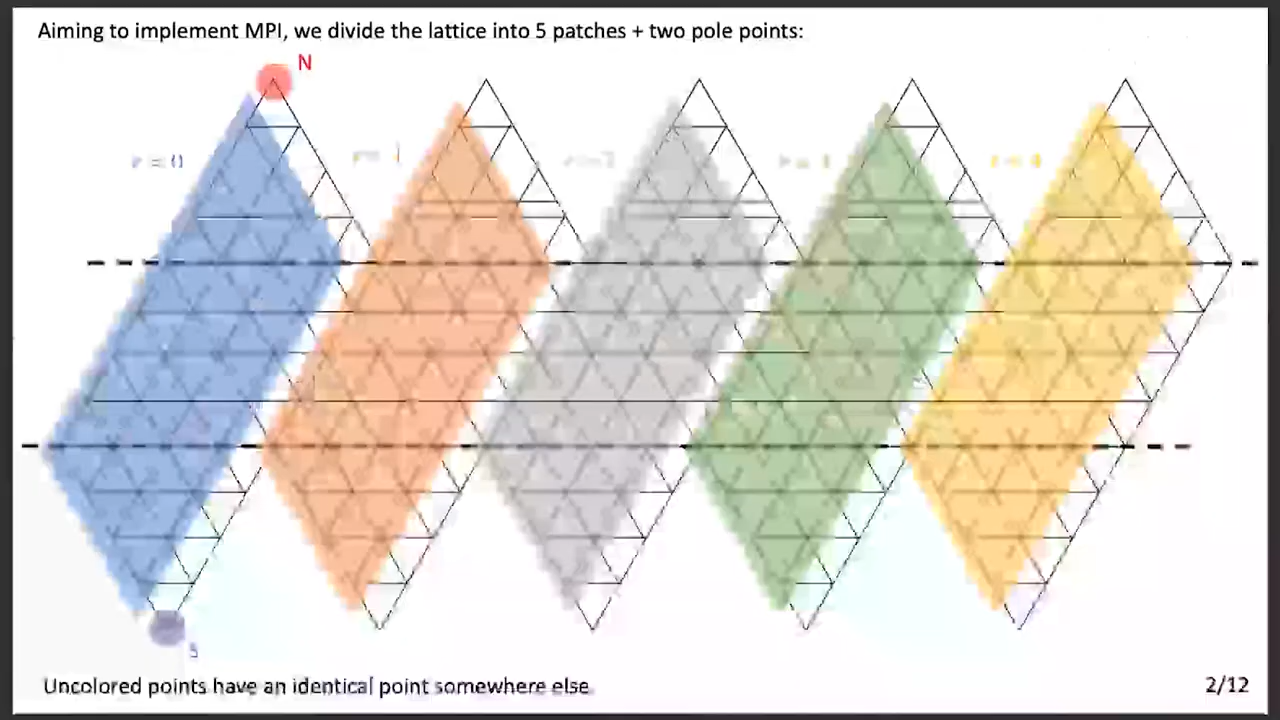 Aiming to implement MPI, we divide the lattice into 5 patches + two pole points:
N
r = 0
S
Uncolored points have an identical point somewhere else
2/12